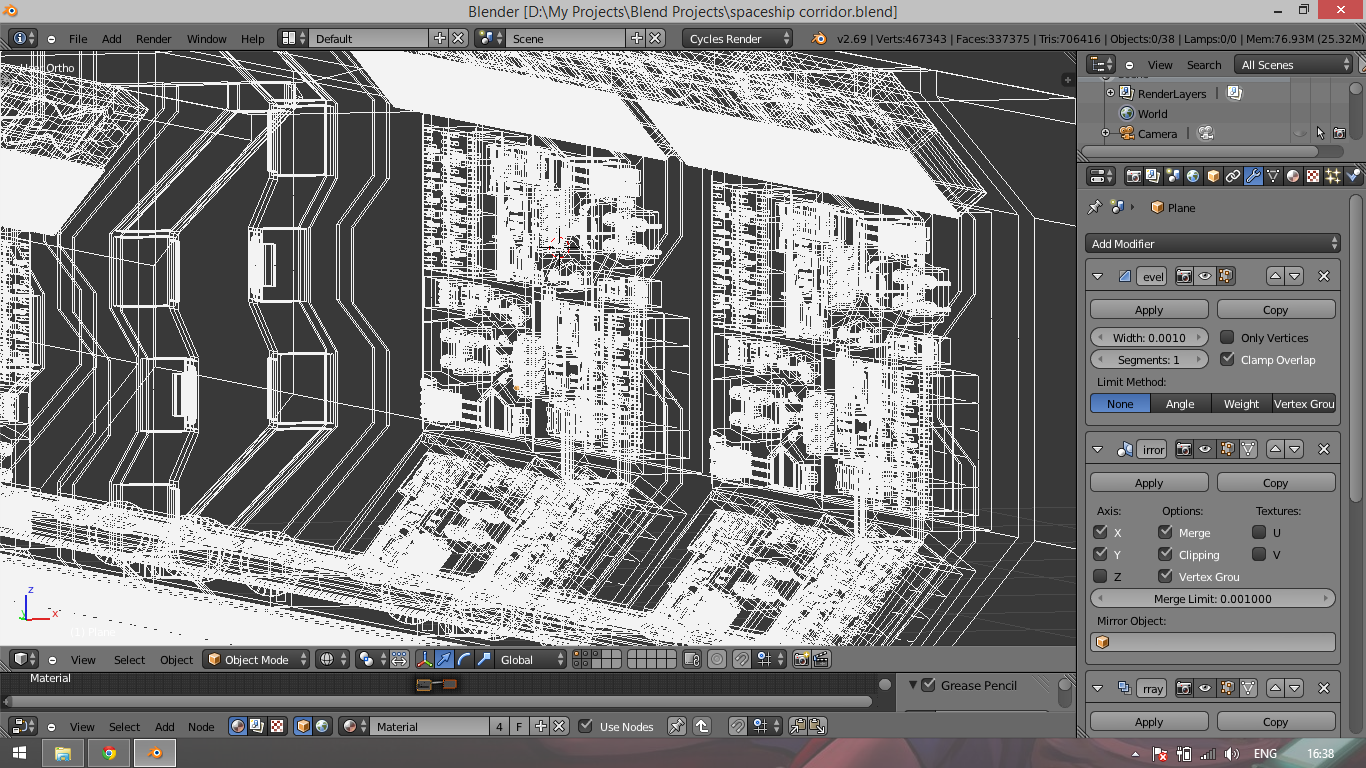 Blender [D:\My Projects\Blend Projects\spaceship corridor.blend]
File Add Render Window Help Default Scene Cycles Render v2.69 | Verts:467343 | Faces:337375 | Tris:706416 | Objects:0/38 | Lamps:0/0 | Mem:76.93M (25.32M)
Ortho
View Search All Scenes
RenderLayers
World
Camera
Plane
Add Modifier
evel
Apply Copy
Width: 0.0010 Only Vertices
Segments: 1 Clamp Overlap
Limit Method:
None Angle Weight Vertex Grou
irror
Apply Copy
Axis: Options: Textures:
X Merge U
Y Clipping V
Z Vertex Grou
Merge Limit: 0.001000
Mirror Object:
rray
Apply Copy
z
x
(1) Plane
View Select Object Object Mode Global
Material
Grease Pencil
View Select Add Node Material 4 F Use Nodes
ENG 16:38